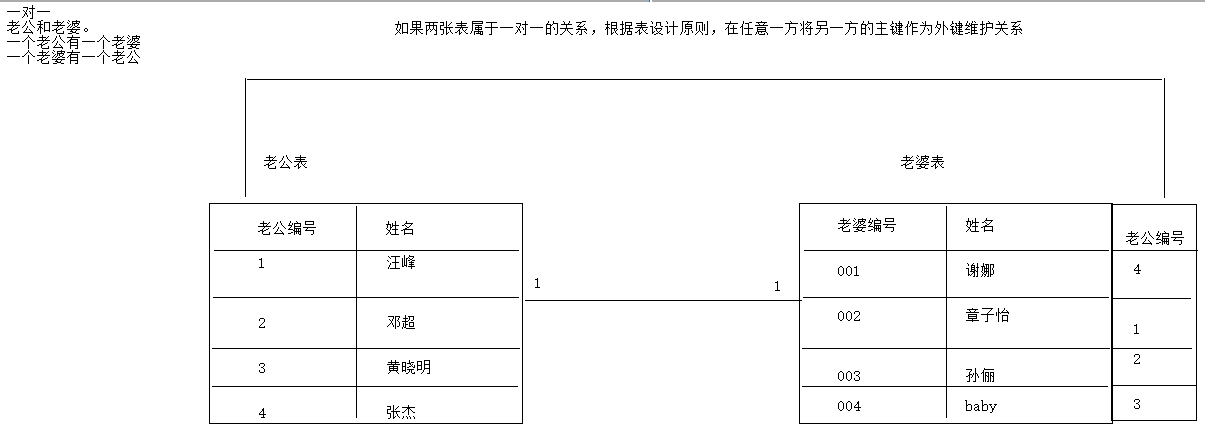 一对一
老公和老婆。
一个老公有一个老婆
一个老婆有一个老公
如果两张表属于一对一的关系，根据表设计原则，在任意一方将另一方的主键作为外键维护关系
老公表
老婆表
老公编号 姓名
老婆编号 姓名 老公编号
1 汪峰
001 谢娜 4
1 1
2 邓超
002 章子怡 1
3 黄晓明
003 孙俪 2
4 张杰
004 baby 3